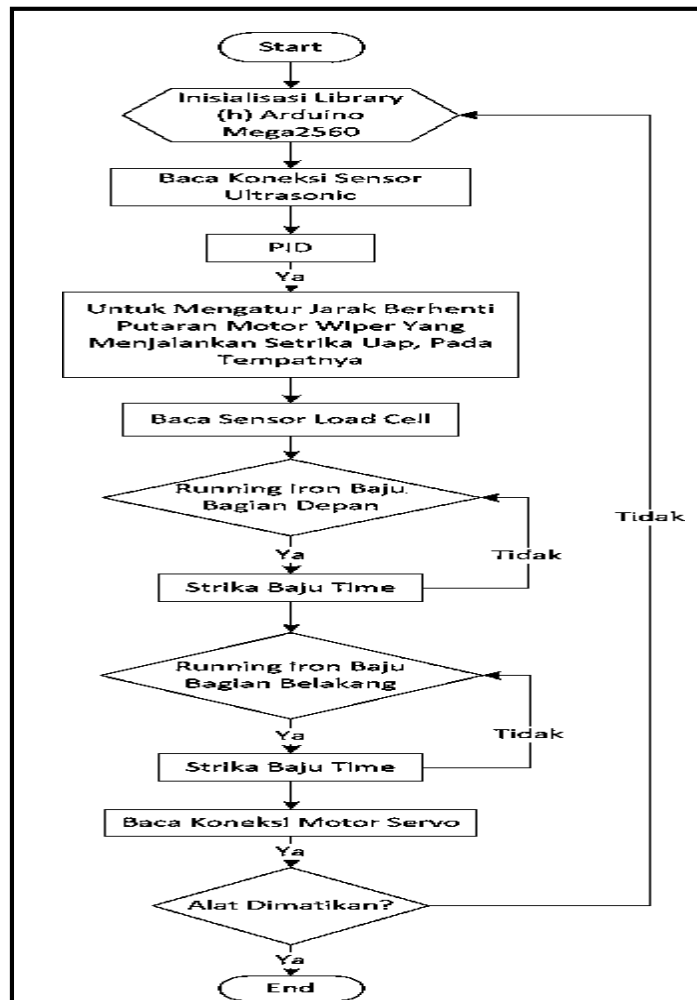 Start
Inisialisasi Library
(h) Arduino
Mega2560
Baca Koneksi Sensor
Ultrasonic
PID
Ya
Untuk Mengatur Jarak Berhenti
Putaran Motor Wiper Yang
Menjalankan Setrika Uap, Pada
Tempatnya
Baca Sensor Load Cell
Running Iron Baju
Bagian Depan
Tidak
Ya
Tidak
Strika Baju Time
Running Iron Baju
Bagian Belakang
Ya
Tidak
Strika Baju Time
Baca Koneksi Motor Servo
Ya
Alat Dimatikan?
Ya
End